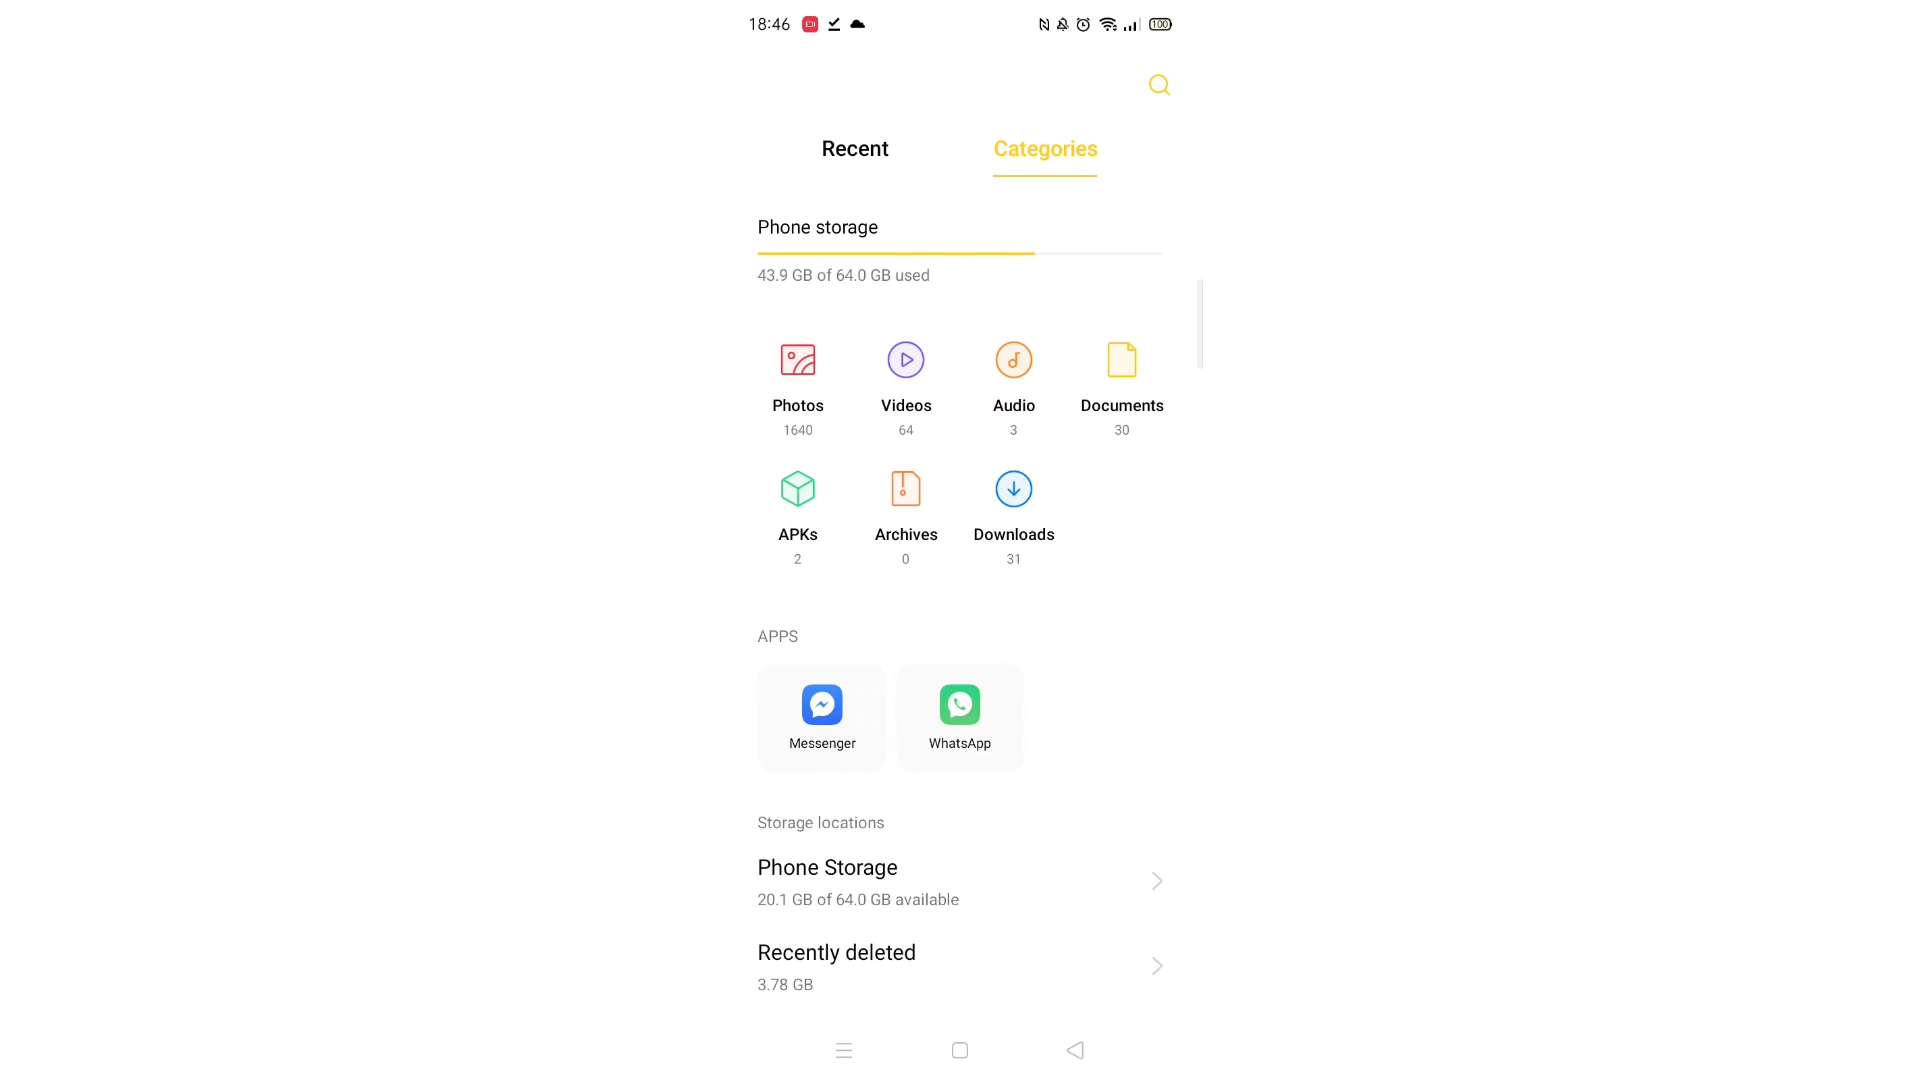 18:46
100
Recent Categories
Phone storage
43.9 GB of 64.0 GB used
Photos Videos Audio Documents
1640 64 3 30
APKs Archives Downloads
2 0 31
APPS
Messenger WhatsApp
Storage locations
Phone Storage
20.1 GB of 64.0 GB available
Recently deleted
3.78 GB